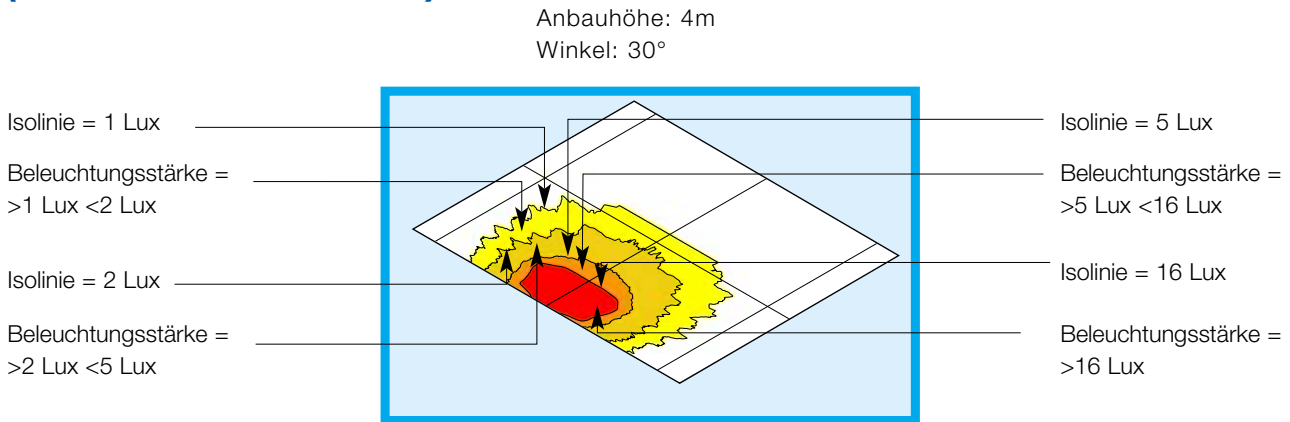 Anbauhöhe: 4m
Winkel: 30°
Isolinie = 1 Lux
Beleuchtungsstärke =
>1 Lux <2 Lux
Isolinie = 2 Lux
Beleuchtungsstärke =
>2 Lux <5 Lux
Isolinie = 5 Lux
Beleuchtungsstärke =
>5 Lux <16 Lux
Isolinie = 16 Lux
Beleuchtungsstärke =
>16 Lux